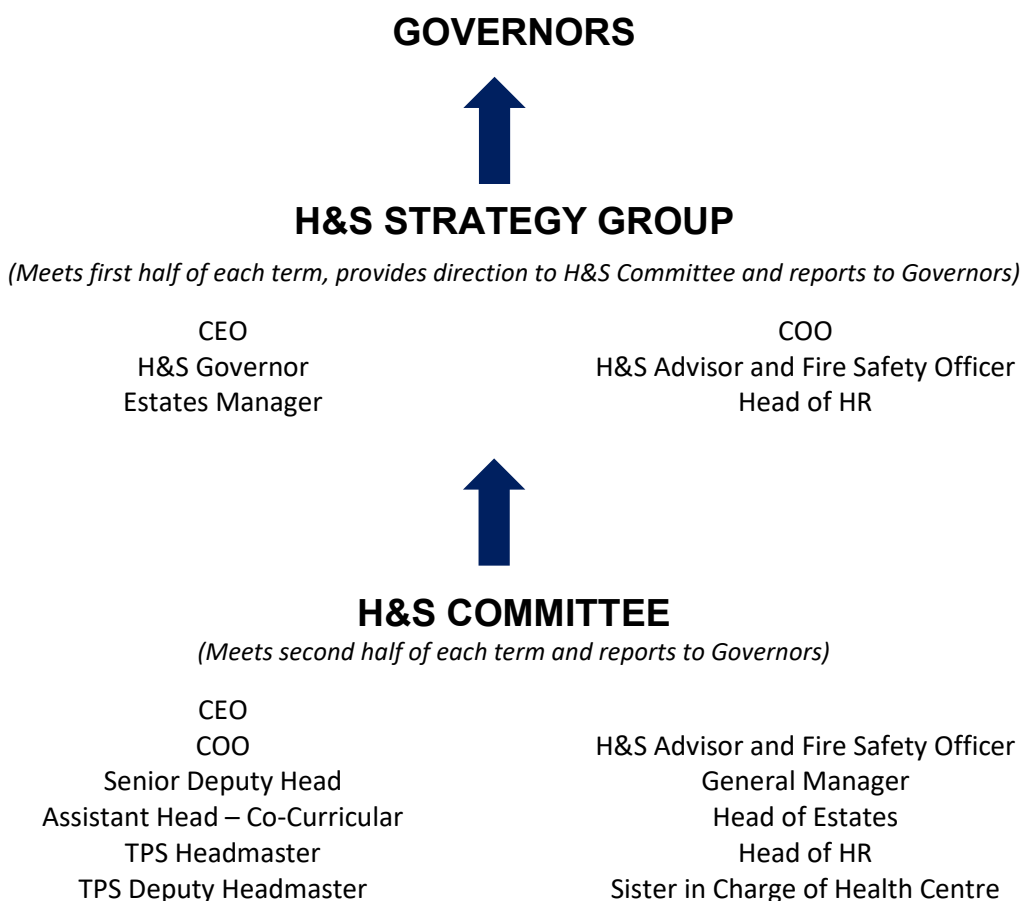 GOVERNORS
H&S STRATEGY GROUP
(Meets first half of each term, provides direction to H&S Committee and reports to Governors)
CEO
H&S Governor
Estates Manager
COO
H&S Advisor and Fire Safety Officer
Head of HR
H&S COMMITTEE
(Meets second half of each term and reports to Governors)
CEO
COO
Senior Deputy Head
Assistant Head – Co-Curricular
TPS Headmaster
TPS Deputy Headmaster
H&S Advisor and Fire Safety Officer
General Manager
Head of Estates
Head of HR
Sister in Charge of Health Centre